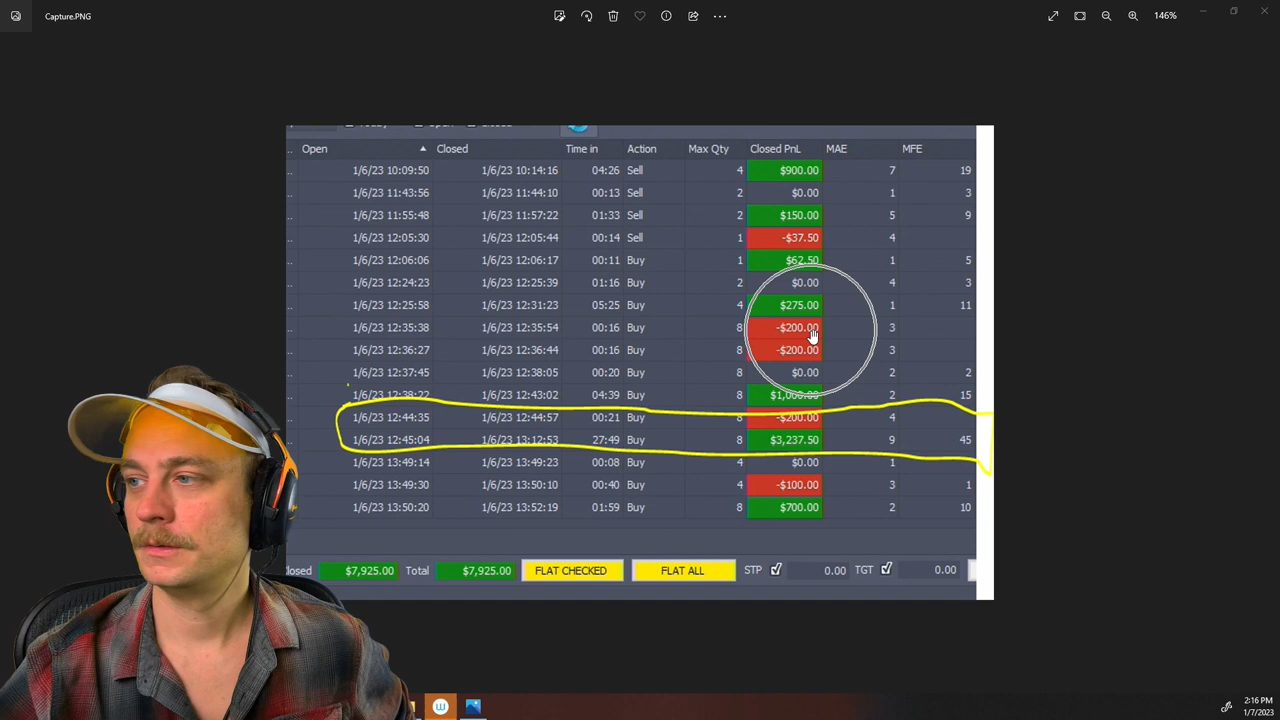 Capture.PNG
146%
Open Closed Time in Action Max Qty Closed PnL MAE MFE
1/6/23 10:09:50 1/6/23 10:14:16 04:26 Sell 4 $900.00 7 19
1/6/23 11:43:56 1/6/23 11:44:10 00:13 Sell 2 $0.00 1 3
1/6/23 11:55:48 1/6/23 11:57:22 01:33 Sell 2 $150.00 5 9
1/6/23 12:05:30 1/6/23 12:05:44 00:14 Sell 1 -$37.50 4
1/6/23 12:06:06 1/6/23 12:06:17 00:11 Buy 1 $62.50 1 5
1/6/23 12:24:23 1/6/23 12:25:39 01:16 Buy 2 $0.00 4 3
1/6/23 12:25:58 1/6/23 12:31:23 05:25 Buy 4 $275.00 1 11
1/6/23 12:35:38 1/6/23 12:35:54 00:16 Buy 8 -$200.00 3
1/6/23 12:36:27 1/6/23 12:36:44 00:16 Buy 8 -$200.00 3
1/6/23 12:37:45 1/6/23 12:38:05 00:20 Buy 8 $0.00 2 2
1/6/23 12:38:22 1/6/23 12:43:02 04:39 Buy 8 2 15
1/6/23 12:44:35 1/6/23 12:44:57 00:21 Buy 8 -$200.00 4
1/6/23 12:45:04 1/6/23 13:12:53 27:49 Buy 8 $3,237.50 9 45
1/6/23 13:49:14 1/6/23 13:49:23 00:08 Buy 4 $0.00 1
1/6/23 13:49:30 1/6/23 13:50:10 00:40 Buy 4 -$100.00 3 1
1/6/23 13:50:20 1/6/23 13:52:19 01:59 Buy 8 $700.00 2 10
losed $7,925.00 Total $7,925.00 FLAT CHECKED FLAT ALL STP 0.00 TGT 0.00
2:16 PM
1/7/2023